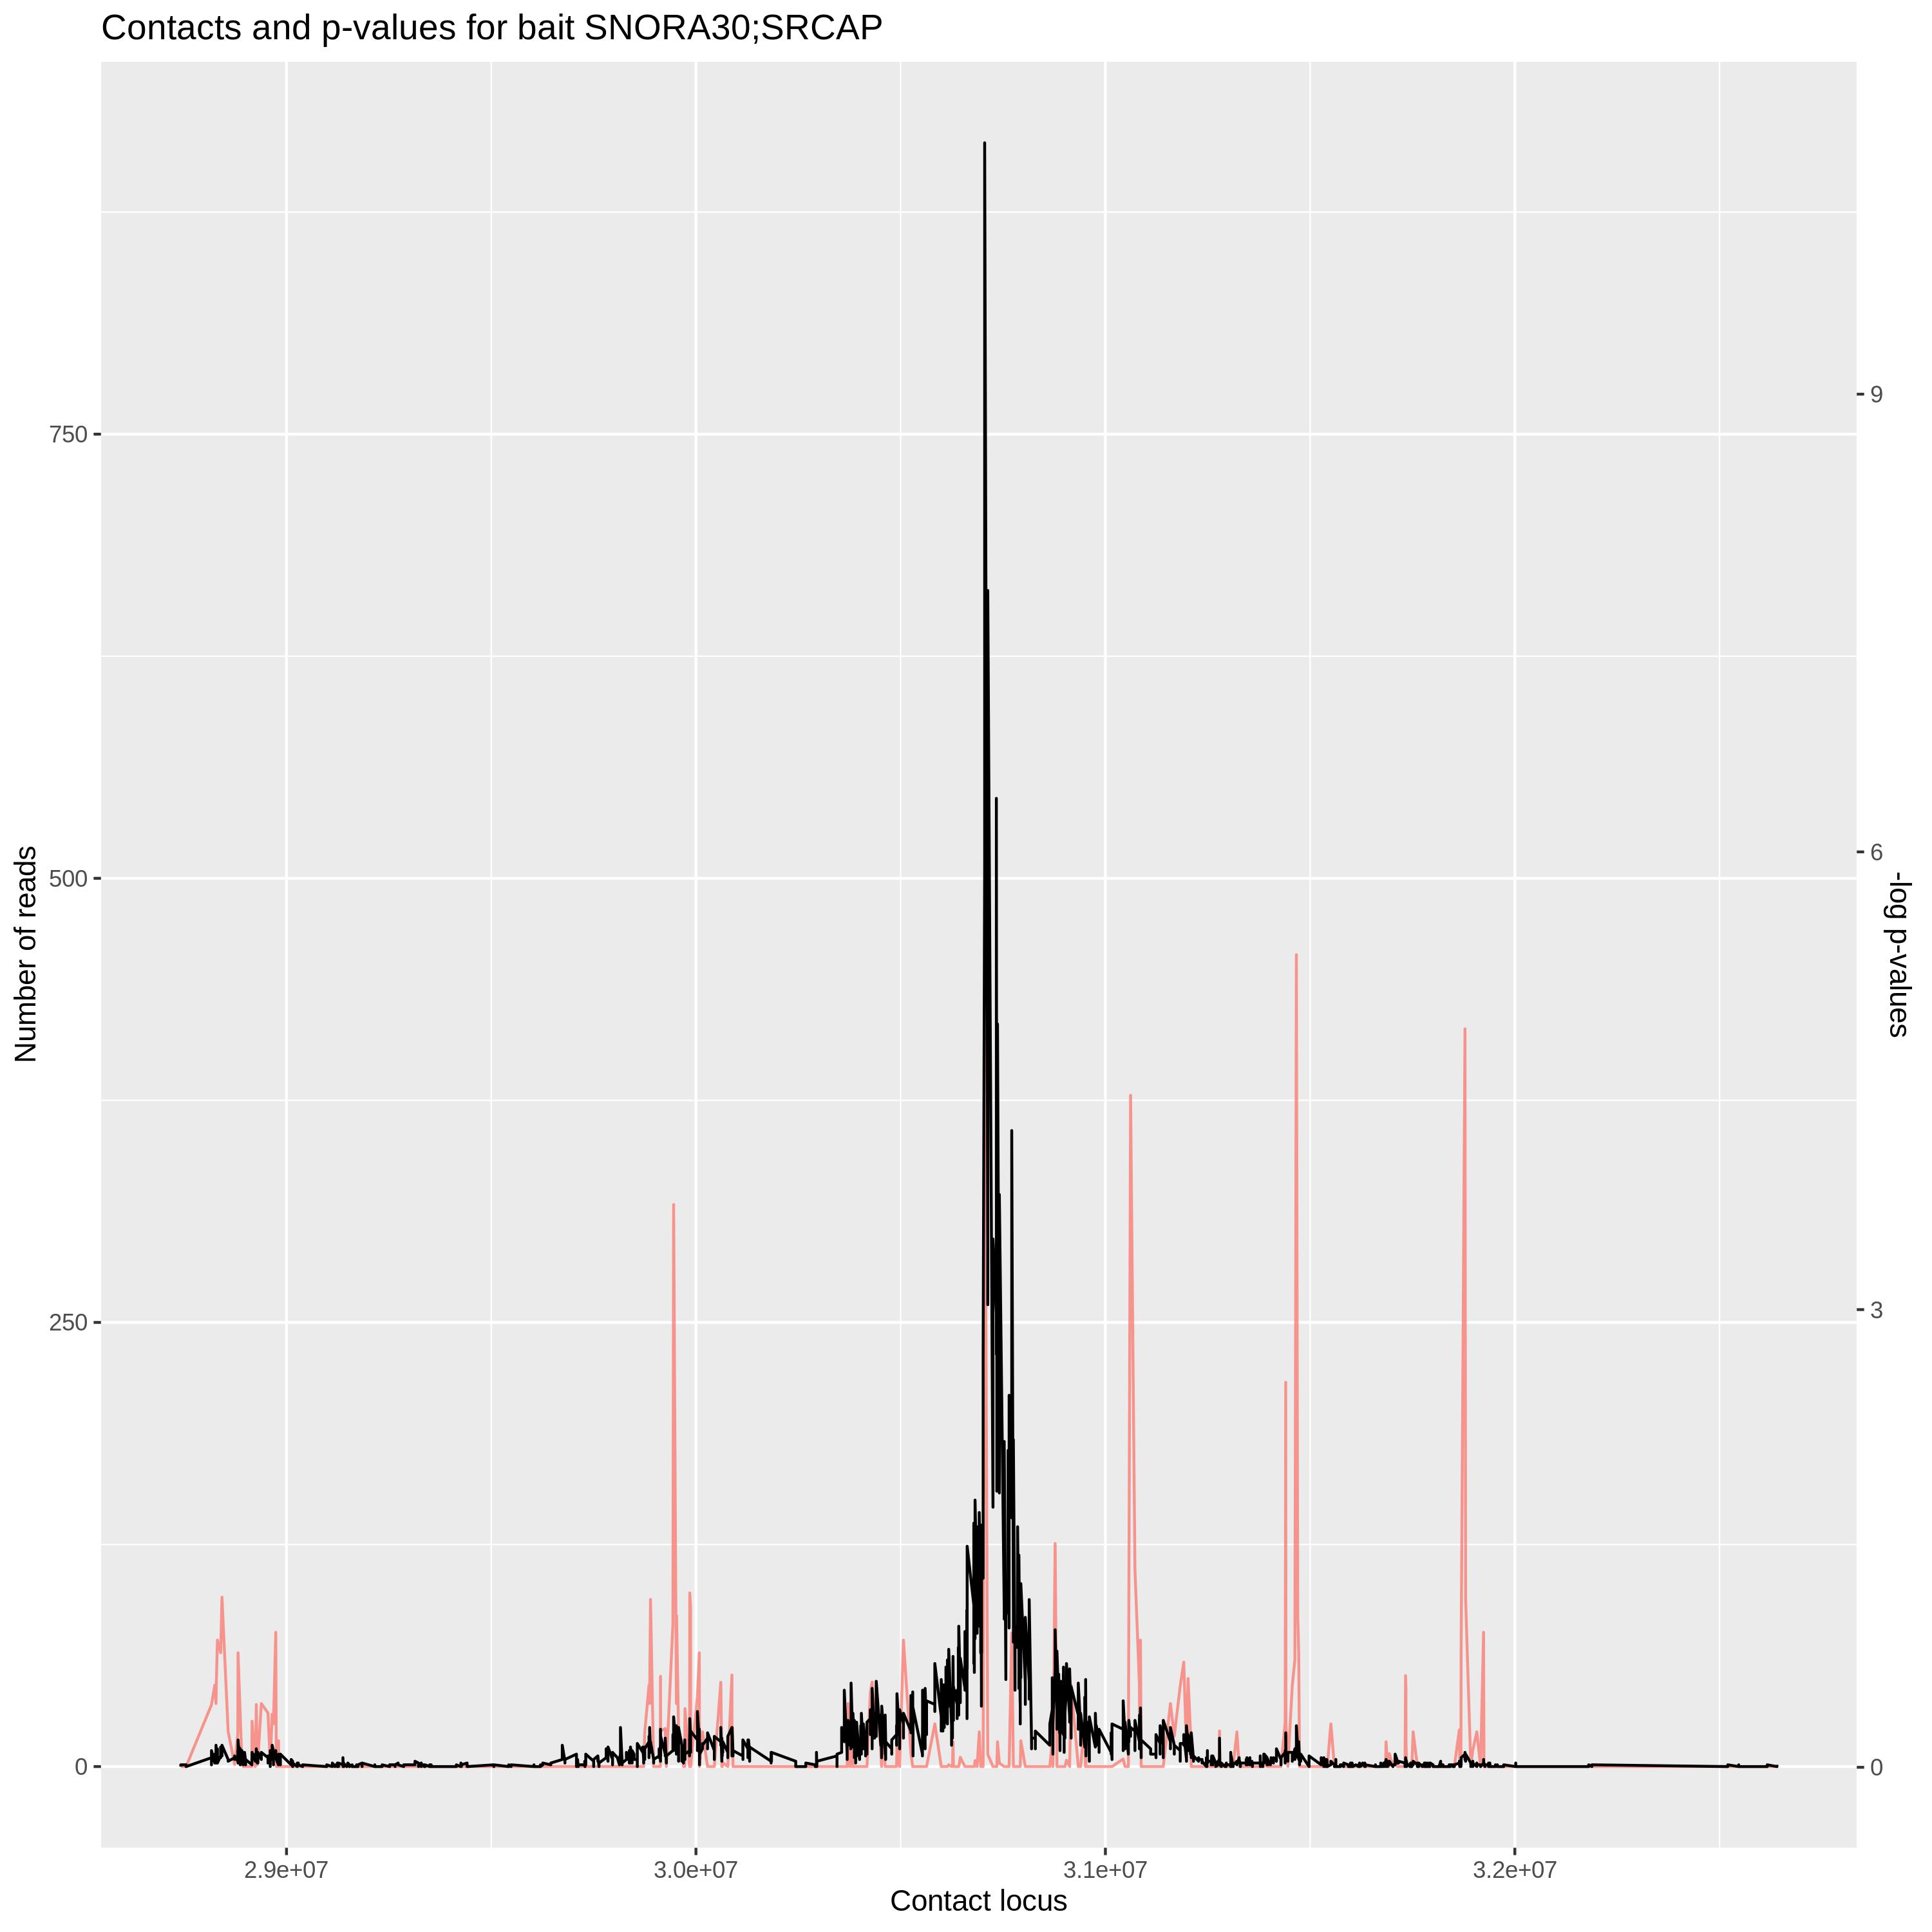 Contacts and p-values for bait SNORA30;SRCAP
Number of reads
750
500
250
0
9
6
3
0
-log p-values
2.9e+07
3.0e+07
3.1e+07
3.2e+07
Contact locus